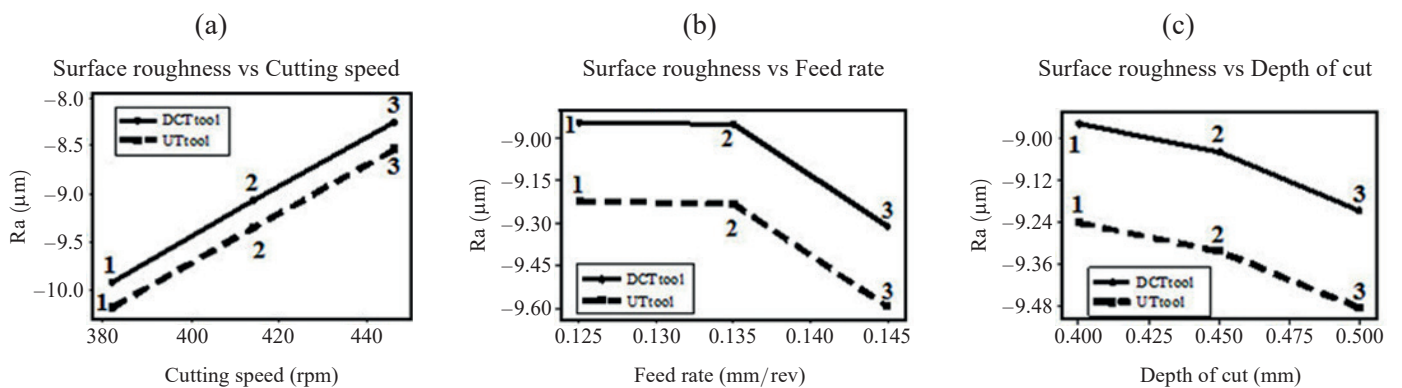 (a)
Surface roughness vs Cutting speed
−8.0
−8.5
−9.0
−9.5
−10.0
Ra (μm)
DCTtool
UTtool
1
2
3
1
2
3
380
400
420
440
Cutting speed (rpm)
(b)
Surface roughness vs Feed rate
−9.00
−9.15
−9.30
−9.45
−9.60
Ra (μm)
1
2
3
1
2
3
DCTtool
UTtool
0.125
0.130
0.135
0.140
0.145
Feed rate (mm/rev)
(c)
Surface roughness vs Depth of cut
−9.00
−9.12
−9.24
−9.36
−9.48
Ra (μm)
1
2
3
1
2
3
DCTtool
UTtool
0.400
0.425
0.450
0.475
0.500
Depth of cut (mm)